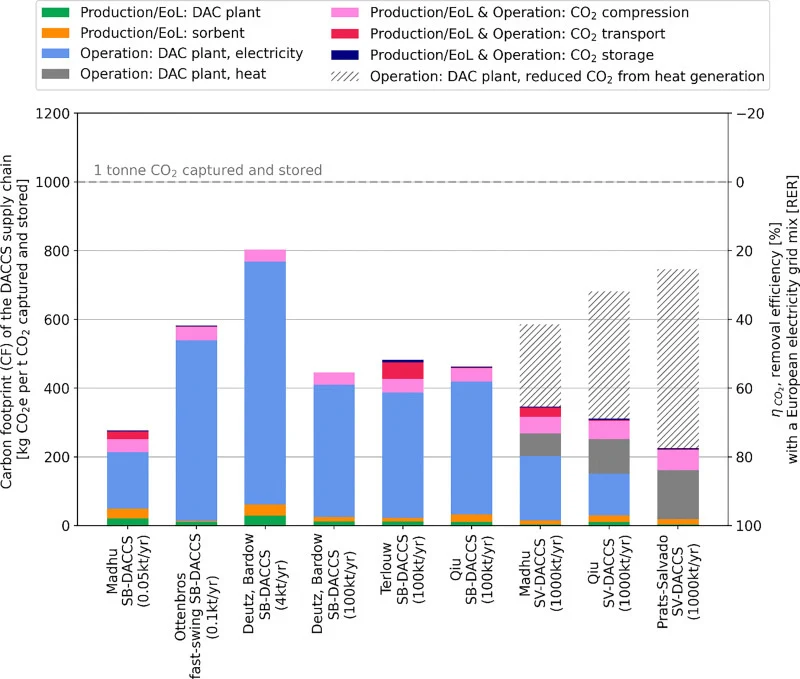 Production/EoL: DAC plant
Production/EoL: sorbent
Operation: DAC plant, electricity
Operation: DAC plant, heat
Production/EoL & Operation: CO₂ compression
Production/EoL & Operation: CO₂ transport
Production/EoL & Operation: CO₂ storage
Operation: DAC plant, reduced CO₂ from heat generation
Carbon footprint (CF) of the DACCS supply chain
[kg CO₂e per t CO₂ captured and stored]
1200
1000
800
600
400
200
0
1 tonne CO₂ captured and stored
−20
0
20
40
60
80
100
η CO₂, removal efficiency [%]
with a European electricity grid mix [RER]
Madhu
SB-DACCS
(0.05kt/yr)
Ottenbros
fast-swing SB-DACCS
(0.1kt/yr)
Deutz, Bardow
SB-DACCS
(4kt/yr)
Deutz, Bardow
SB-DACCS
(100kt/yr)
Terlouw
SB-DACCS
(100kt/yr)
Qiu
SB-DACCS
(100kt/yr)
Madhu
SV-DACCS
(1000kt/yr)
Qiu
SV-DACCS
(1000kt/yr)
Prats-Salvado
SV-DACCS
(1000kt/yr)